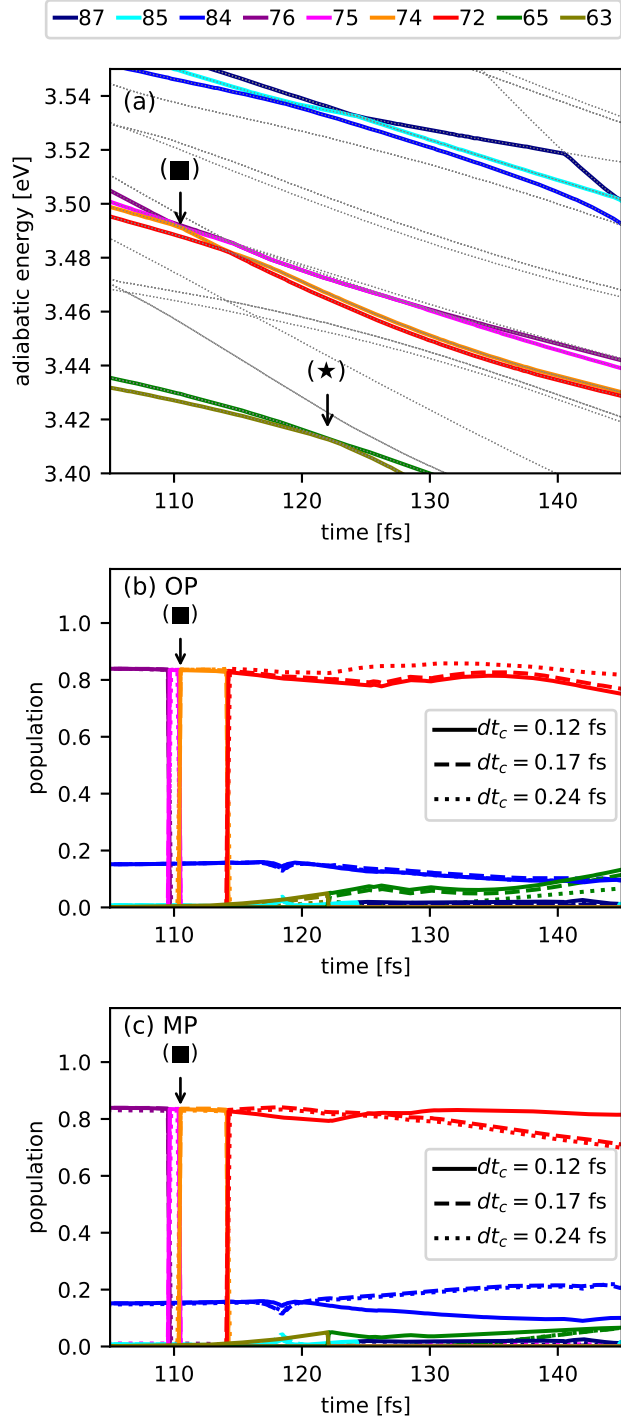 87 85 84 76 75 74 72 65 63
(a)
3.54
3.52
3.50
3.48
3.46
3.44
3.42
3.40
adiabatic energy [eV]
(■)
(★)
110 120 130 140
time [fs]
(b) OP
(■)
1.0
0.8
0.6
0.4
0.2
0.0
population
dt_c = 0.12 fs
dt_c = 0.17 fs
dt_c = 0.24 fs
110 120 130 140
time [fs]
(c) MP
(■)
1.0
0.8
0.6
0.4
0.2
0.0
population
dt_c = 0.12 fs
dt_c = 0.17 fs
dt_c = 0.24 fs
110 120 130 140
time [fs]